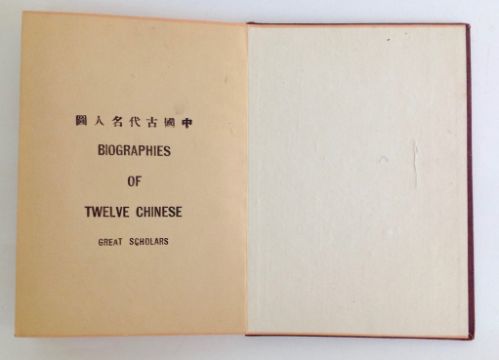 中國古代名人圖
BIOGRAPHIES
OF
TWELVE CHINESE
GREAT SCHOLARS